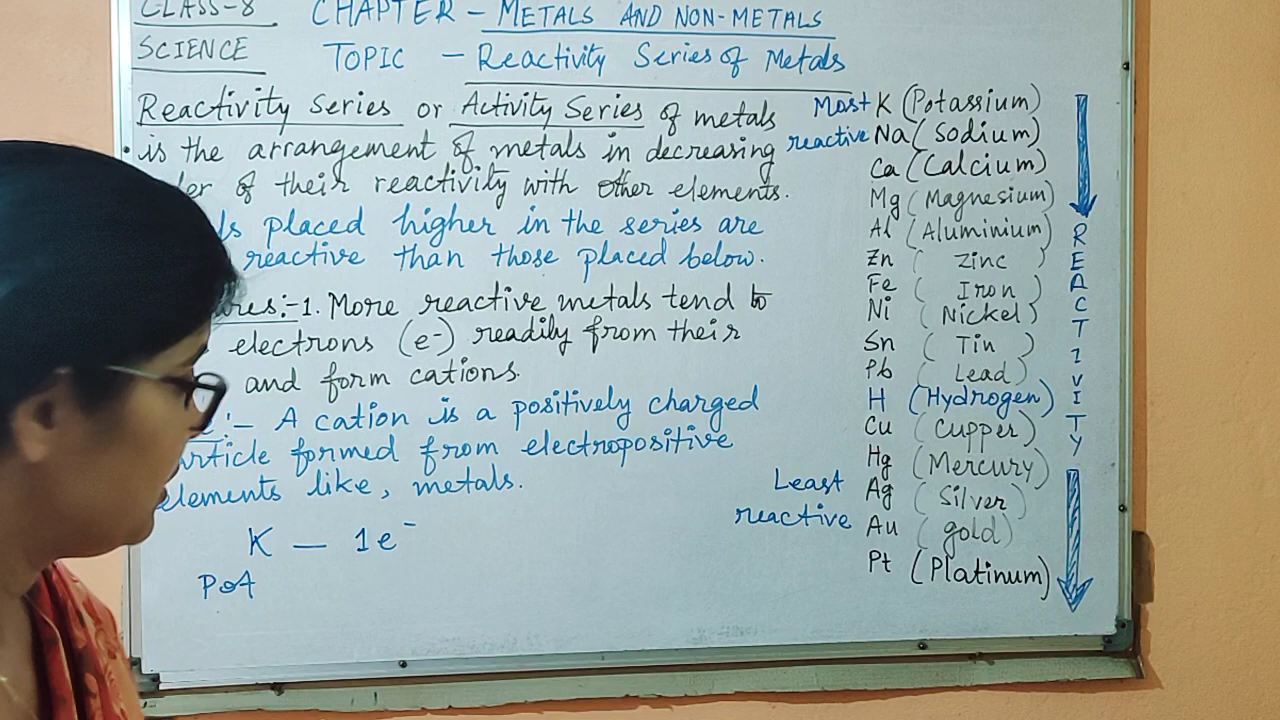 CLASS-8
CHAPTER - METALS AND NON-METALS
SCIENCE
TOPIC - Reactivity Series of Metals
Reactivity Series or Activity Series of metals
is the arrangement of metals in decreasing
of their reactivity with other elements.
placed higher in the series are
reactive than those placed below.
:-1. More reactive metals tend to
electrons (e-) readily from their
and form cations.
:- A cation is a positively charged
formed from electropositive
elements like, metals.
K — 1e⁻
Pot
Most
reactive
K (Potassium)
Na (Sodium)
Ca (Calcium)
Mg (Magnesium)
Al (Aluminium)
Zn ( Zinc )
Fe ( Iron )
Ni ( Nickel )
Sn ( Tin )
Pb ( Lead )
H (Hydrogen)
Cu ( Cupper )
Hg (Mercury)
Ag ( Silver )
Au ( gold )
Pt (Platinum)
Least
reactive
REACTIVITY